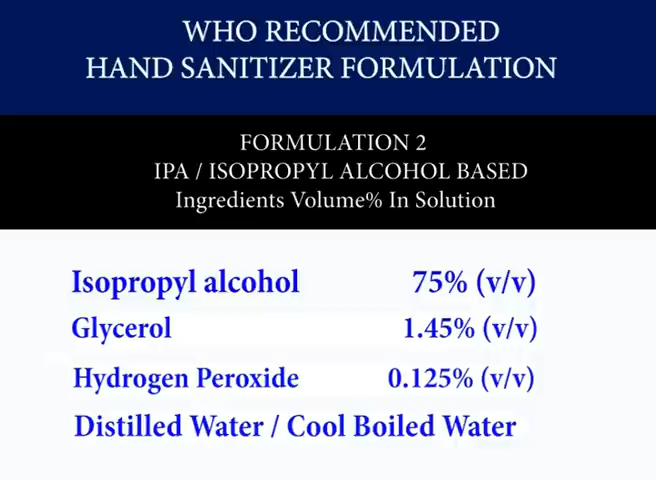 WHO RECOMMENDED
HAND SANITIZER FORMULATION
FORMULATION 2
IPA / ISOPROPYL ALCOHOL BASED
Ingredients Volume% In Solution
Isopropyl alcohol 75% (v/v)
Glycerol 1.45% (v/v)
Hydrogen Peroxide 0.125% (v/v)
Distilled Water / Cool Boiled Water